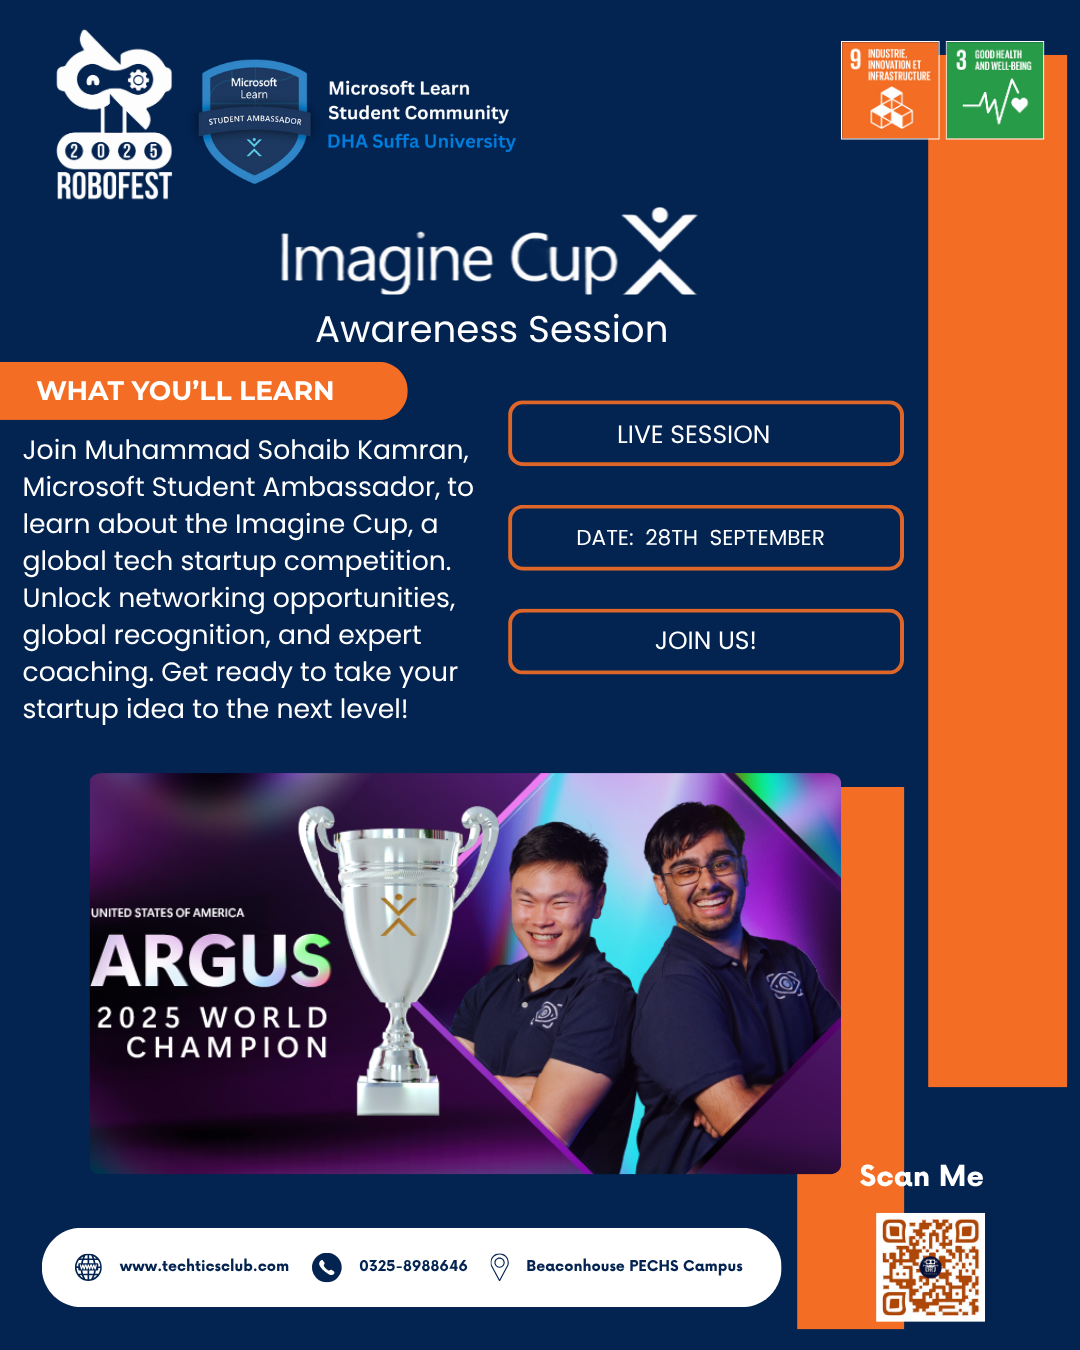 2025
ROBOFEST
Microsoft
Learn
STUDENT AMBASSADOR
Microsoft Learn
Student Community
DHA Suffa University
9 INDUSTRIE,
INNOVATION ET
INFRASTRUCTURE
3 GOOD HEALTH
AND WELL-BEING
Imagine Cup
Awareness Session
WHAT YOU'LL LEARN
Join Muhammad Sohaib Kamran,
Microsoft Student Ambassador, to
learn about the Imagine Cup, a
global tech startup competition.
Unlock networking opportunities,
global recognition, and expert
coaching. Get ready to take your
startup idea to the next level!
LIVE SESSION
DATE: 28TH SEPTEMBER
JOIN US!
UNITED STATES OF AMERICA
ARGUS
2025 WORLD
CHAMPION
Scan Me
www.techticsclub.com
0325-8988646
Beaconhouse PECHS Campus